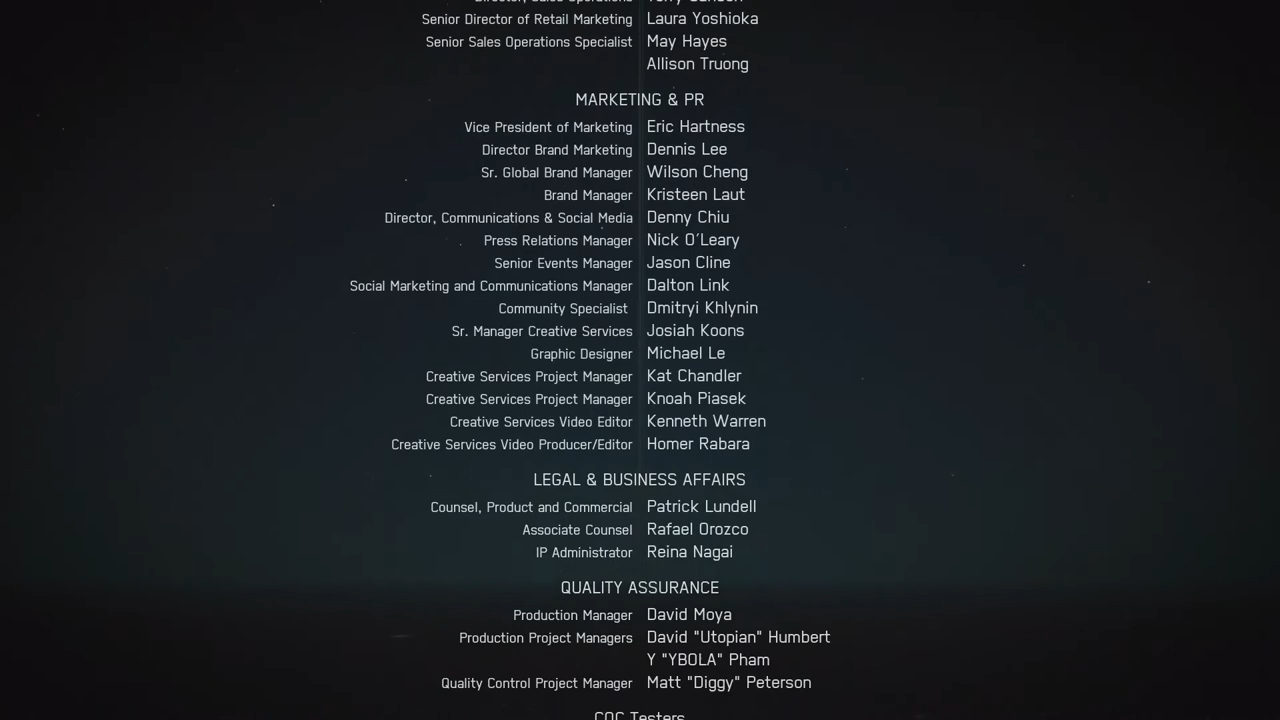 Senior Director of Retail Marketing Laura Yoshioka
Senior Sales Operations Specialist May Hayes
Allison Truong
MARKETING & PR
Vice President of Marketing Eric Hartness
Director Brand Marketing Dennis Lee
Sr. Global Brand Manager Wilson Cheng
Brand Manager Kristeen Laut
Director, Communications & Social Media Denny Chiu
Press Relations Manager Nick O'Leary
Senior Events Manager Jason Cline
Social Marketing and Communications Manager Dalton Link
Community Specialist Dmitryi Khlynin
Sr. Manager Creative Services Josiah Koons
Graphic Designer Michael Le
Creative Services Project Manager Kat Chandler
Creative Services Project Manager Knoah Piasek
Creative Services Video Editor Kenneth Warren
Creative Services Video Producer/Editor Homer Rabara
LEGAL & BUSINESS AFFAIRS
Counsel, Product and Commercial Patrick Lundell
Associate Counsel Rafael Orozco
IP Administrator Reina Nagai
QUALITY ASSURANCE
Production Manager David Moya
Production Project Managers David "Utopian" Humbert
Y "YBOLA" Pham
Quality Control Project Manager Matt "Diggy" Peterson
Testers